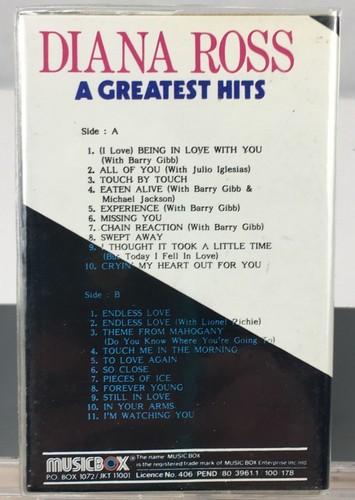 DIANA ROSS
A GREATEST HITS
Side : A
1. (I Love) BEING IN LOVE WITH YOU
(With Barry Gibb)
2. ALL OF YOU (With Julio Iglesias)
3. TOUCH BY TOUCH
4. EATEN ALIVE (With Barry Gibb &
Michael Jackson)
5. EXPERIENCE (With Barry Gibb)
6. MISSING YOU
7. CHAIN REACTION (With Barry Gibb)
8. SWEPT AWAY
9. I THOUGHT IT TOOK A LITTLE TIME
(But Today I Fell In Love)
10. CRYIN' MY HEART OUT FOR YOU
Side : B
1. ENDLESS LOVE
2. ENDLESS LOVE (With Lionel Richie)
3. THEME FROM MAHOGANY
(Do You Know Where You're Going To)
4. TOUCH ME IN THE MORNING
5. TO LOVE AGAIN
6. SO CLOSE
7. PIECES OF ICE
8. FOREVER YOUNG
9. STILL IN LOVE
10. IN YOUR ARMS
11. I'M WATCHING YOU
MUSICBOX
P.O. BOX 1072/JKT 11001
The name MUSIC BOX
is the registered trade mark of MUSIC BOX Enterprise Inc
Licence No. 406 PEND 80 3961.1 100 178